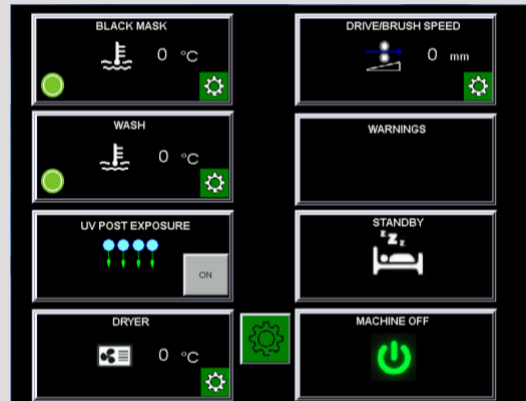 BLACK MASK
0 °C
WASH
0 °C
UV POST EXPOSURE
ON
DRYER
0 °C
DRIVE/BRUSH SPEED
0 mm
WARNINGS
STANDBY
z z z
MACHINE OFF